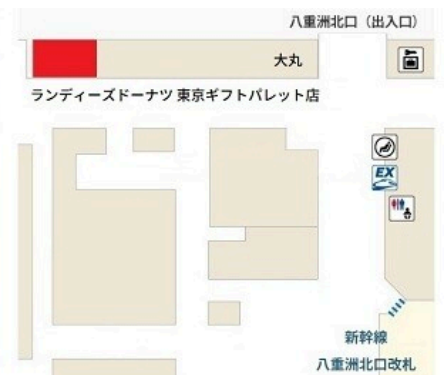 八重洲北口（出入口）
大丸
ランディーズドーナツ 東京ギフトパレット店
EX
新幹線
八重洲北口改札